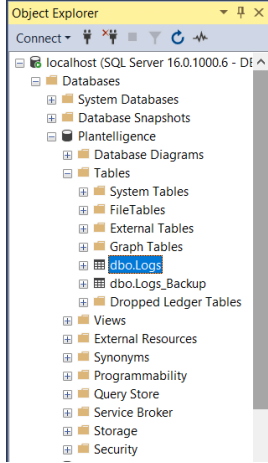 Object Explorer
Connect
localhost (SQL Server 16.0.1000.6 - DE
Databases
System Databases
Database Snapshots
Plantelligence
Database Diagrams
Tables
System Tables
FileTables
External Tables
Graph Tables
dbo.Logs
dbo.Logs_Backup
Dropped Ledger Tables
Views
External Resources
Synonyms
Programmability
Query Store
Service Broker
Storage
Security